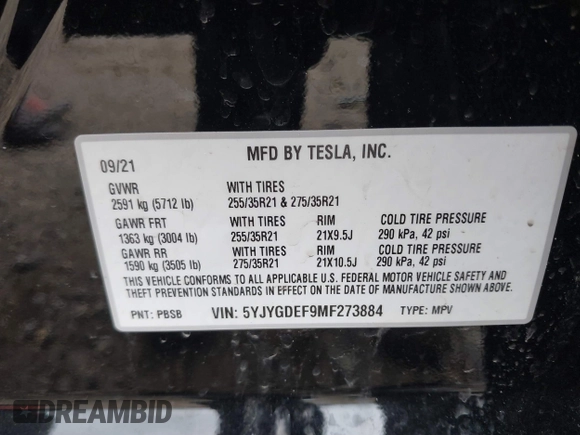 MFD BY TESLA, INC.
09/21
GVWR WITH TIRES
2591 kg (5712 lb) 255/35R21 & 275/35R21
GAWR FRT WITH TIRES RIM COLD TIRE PRESSURE
1363 kg (3004 lb) 255/35R21 21X9.5J 290 kPa, 42 psi
GAWR RR WITH TIRES RIM COLD TIRE PRESSURE
1590 kg (3505 lb) 275/35R21 21X10.5J 290 kPa, 42 psi
THIS VEHICLE CONFORMS TO ALL APPLICABLE U.S. FEDERAL MOTOR VEHICLE SAFETY AND
THEFT PREVENTION STANDARDS IN EFFECT ON THE DATE OF MANUFACTURE SHOWN ABOVE.
PNT: PBSB VIN: 5YJYGDEF9MF273884 TYPE: MPV
DREAMBID